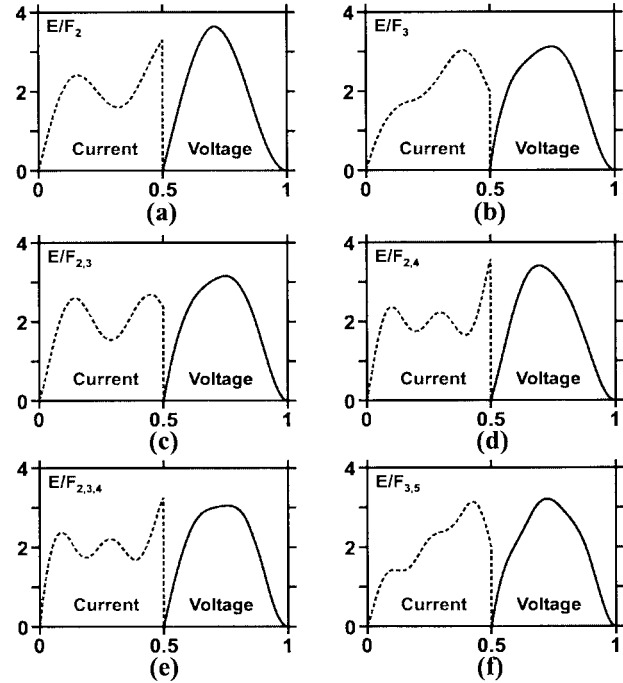 4 E/F2 4 E/F3
2 2
Current Voltage Current Voltage
0 0
0 0.5 1 0 0.5 1
(a) (b)
4 E/F2,3 4 E/F2,4
2 2
Current Voltage Current Voltage
0 0
0 0.5 1 0 0.5 1
(c) (d)
4 E/F2,3,4 4 E/F3,5
2 2
Current Voltage Current Voltage
0 0
0 0.5 1 0 0.5 1
(e) (f)